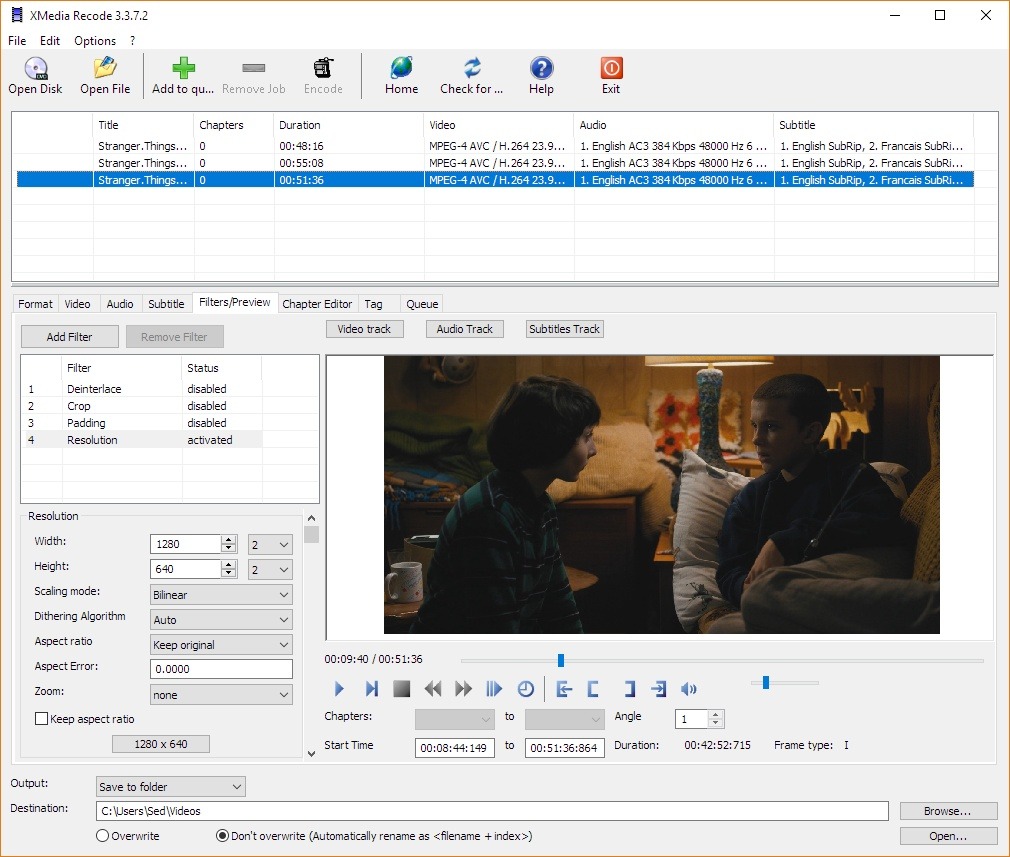 XMedia Recode 3.3.7.2
File Edit Options ?
Open Disk Open File Add to qu... Remove Job Encode Home Check for ... Help Exit
Title Chapters Duration Video Audio Subtitle
Stranger.Things... 0 00:48:16 MPEG-4 AVC / H.264 23.9... 1. English AC3 384 Kbps 48000 Hz 6 ... 1. English SubRip, 2. Francais SubRi...
Stranger.Things... 0 00:55:08 MPEG-4 AVC / H.264 23.9... 1. English AC3 384 Kbps 48000 Hz 6 ... 1. English SubRip, 2. Francais SubRi...
Stranger.Things... 0 00:51:36 MPEG-4 AVC / H.264 23.9... 1. English AC3 384 Kbps 48000 Hz 6 ... 1. English SubRip, 2. Francais SubRi...
Format Video Audio Subtitle Filters/Preview Chapter Editor Tag Queue
Add Filter Remove Filter
Video track Audio Track Subtitles Track
Filter Status
1 Deinterlace disabled
2 Crop disabled
3 Padding disabled
4 Resolution activated
Resolution
Width: 1280 2
Height: 640 2
Scaling mode: Bilinear
Dithering Algorithm Auto
Aspect ratio Keep original
Aspect Error: 0.0000
Zoom: none
Keep aspect ratio
1280 x 640
00:09:40 / 00:51:36
Chapters: to Angle 1
Start Time 00:08:44:149 to 00:51:36:864 Duration: 00:42:52:715 Frame type: I
Output: Save to folder
Destination: C:\Users\Sed\Videos Browse...
Overwrite Don't overwrite (Automatically rename as <filename + index>) Open...